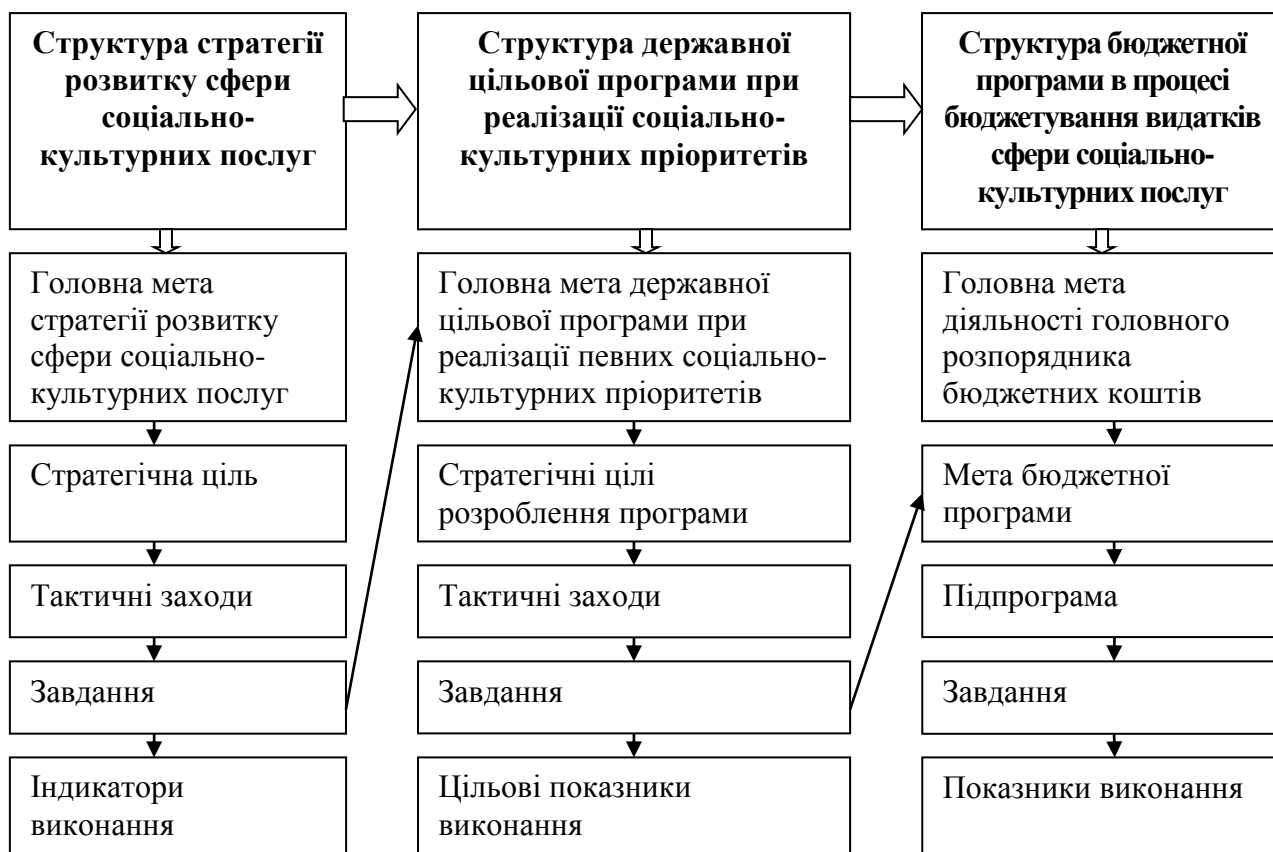 Структура стратегії
розвитку сфери
соціально-
культурних послуг
Структура державної
цільової програми при
реалізації соціально-
культурних пріоритетів
Структура бюджетної
програми в процесі
бюджетування видатків
сфери соціально-
культурних послуг
Головна мета
стратегії розвитку
сфери соціально-
культурних послуг
Стратегічна ціль
Тактичні заходи
Завдання
Індикатори
виконання
Головна мета державної
цільової програми при
реалізації певних соціально-
культурних пріоритетів
Стратегічні цілі
розроблення програми
Тактичні заходи
Завдання
Цільові показники
виконання
Головна мета
діяльності головного
розпорядника
бюджетних коштів
Мета бюджетної
програми
Підпрограма
Завдання
Показники виконання